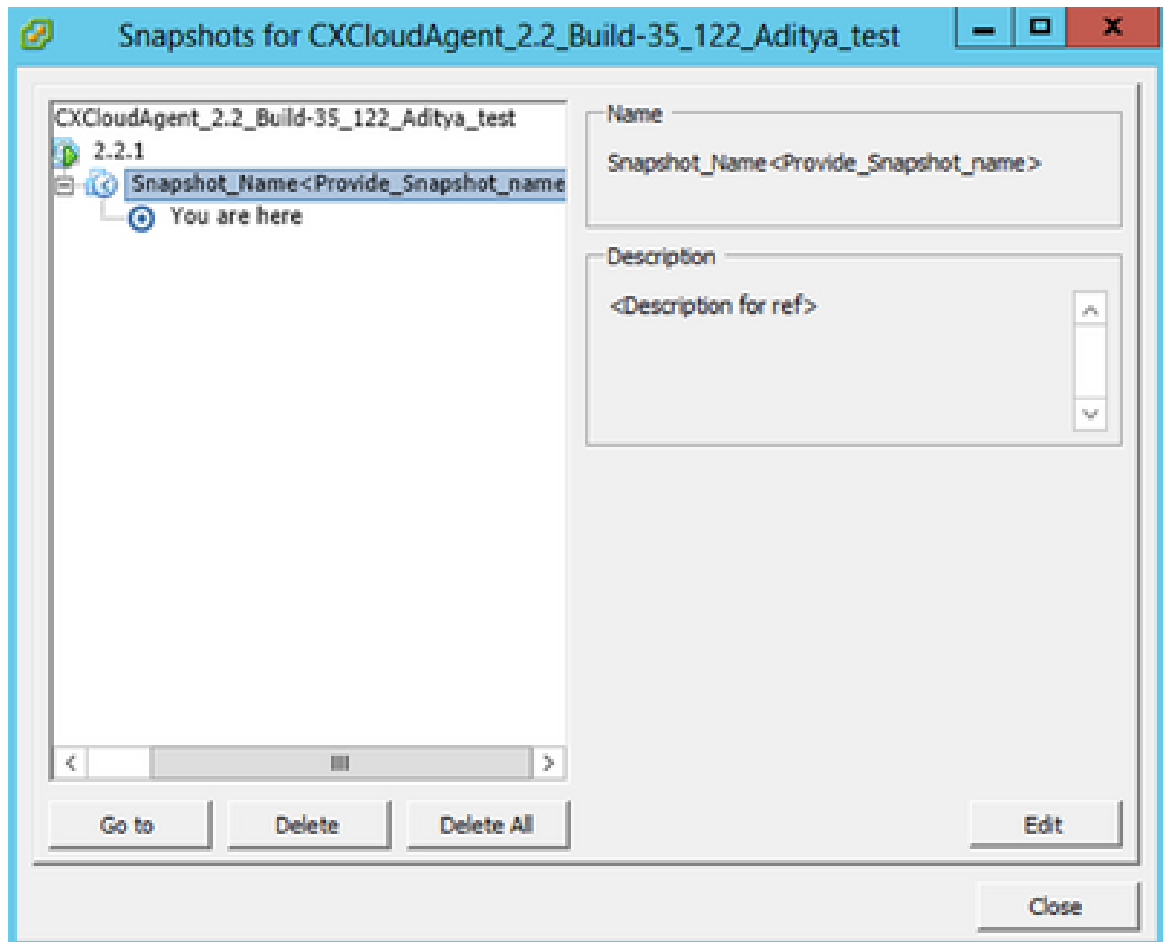 Snapshots for CXCloudAgent_2.2_Build-35_122_Aditya_test
CXCloudAgent_2.2_Build-35_122_Aditya_test
2.2.1
Snapshot_Name<Provide_Snapshot_name
You are here
Name
Snapshot_Name<Provide_Snapshot_name>
Description
<Description for ref>
Go to
Delete
Delete All
Edit
Close